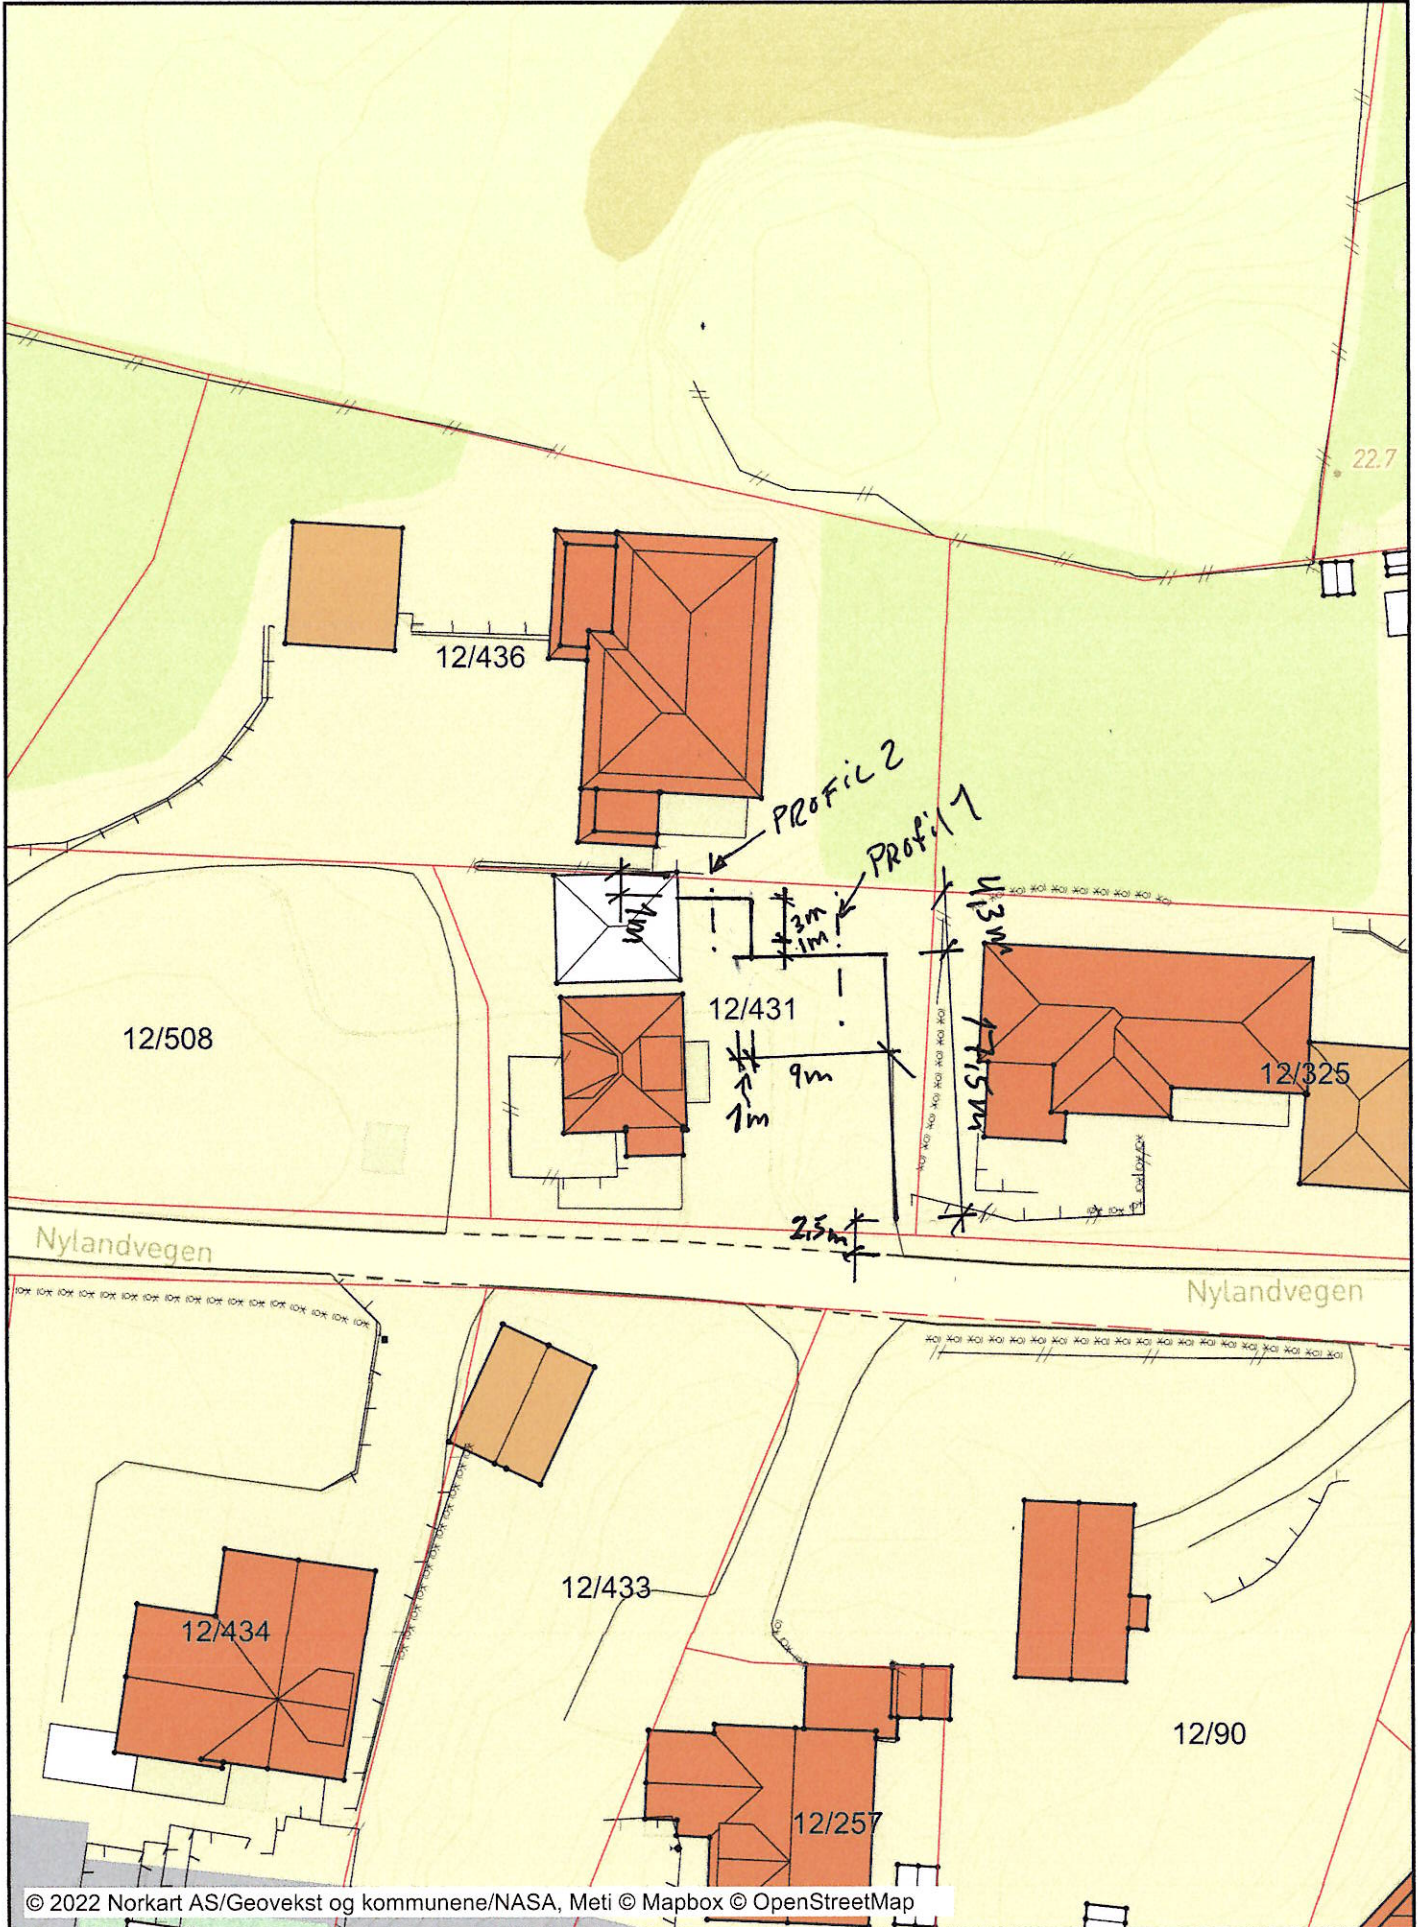 22.7
12/436
PROFiL 2
PROfil 1
4,3m
1m
3m
1m
12/431
12/508
17,5m
9m
1m
12/325
2,5m
Nylandvegen
Nylandvegen
12/433
12/434
12/90
12/257
© 2022 Norkart AS/Geovekst og kommunene/NASA, Meti © Mapbox © OpenStreetMap